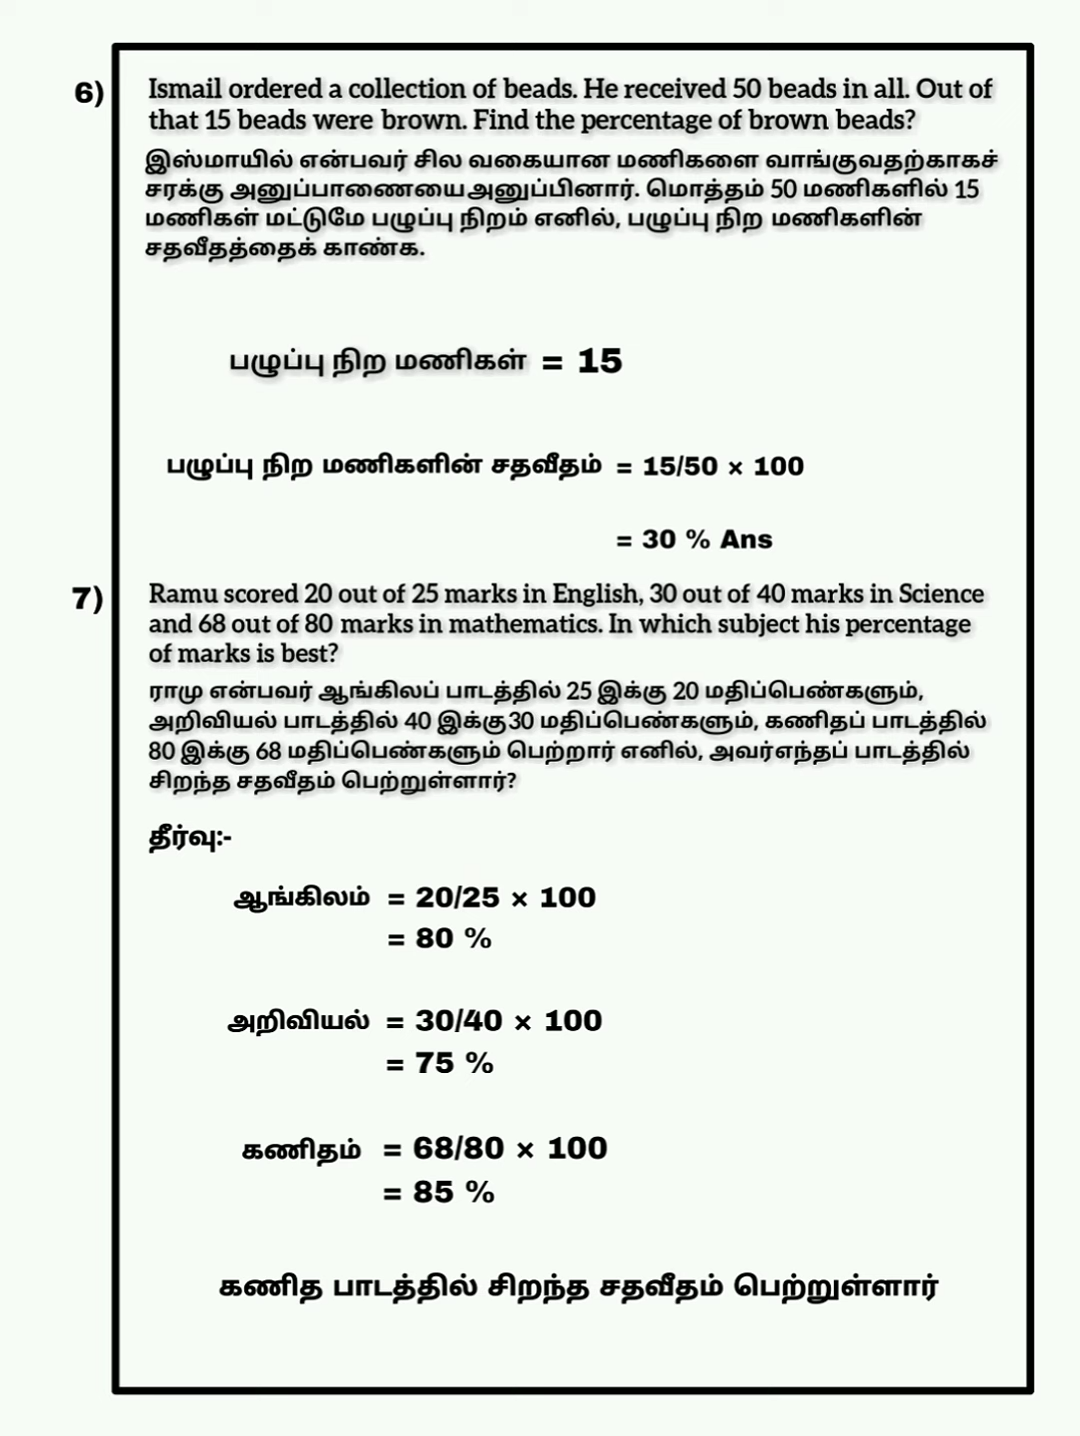 6) Ismail ordered a collection of beads. He received 50 beads in all. Out of
that 15 beads were brown. Find the percentage of brown beads?
இஸ்மாயில் என்பவர் சில வகையான மணிகளை வாங்குவதற்காகச்
சரக்கு அனுப்பாணையைஅனுப்பினார். மொத்தம் 50 மணிகளில் 15
மணிகள் மட்டுமே பழுப்பு நிறம் எனில், பழுப்பு நிற மணிகளின்
சதவீதத்தைக் காண்க.
பழுப்பு நிற மணிகள் = 15
பழுப்பு நிற மணிகளின் சதவீதம் = 15/50 × 100
= 30 % Ans
7) Ramu scored 20 out of 25 marks in English, 30 out of 40 marks in Science
and 68 out of 80 marks in mathematics. In which subject his percentage
of marks is best?
ராமு என்பவர் ஆங்கிலப் பாடத்தில் 25 இக்கு 20 மதிப்பெண்களும்,
அறிவியல் பாடத்தில் 40 இக்கு30 மதிப்பெண்களும், கணிதப் பாடத்தில்
80 இக்கு 68 மதிப்பெண்களும் பெற்றார் எனில், அவர்எந்தப் பாடத்தில்
சிறந்த சதவீதம் பெற்றுள்ளார்?
தீர்வு:-
ஆங்கிலம் = 20/25 × 100
= 80 %
அறிவியல் = 30/40 × 100
= 75 %
கணிதம் = 68/80 × 100
= 85 %
கணித பாடத்தில் சிறந்த சதவீதம் பெற்றுள்ளார்